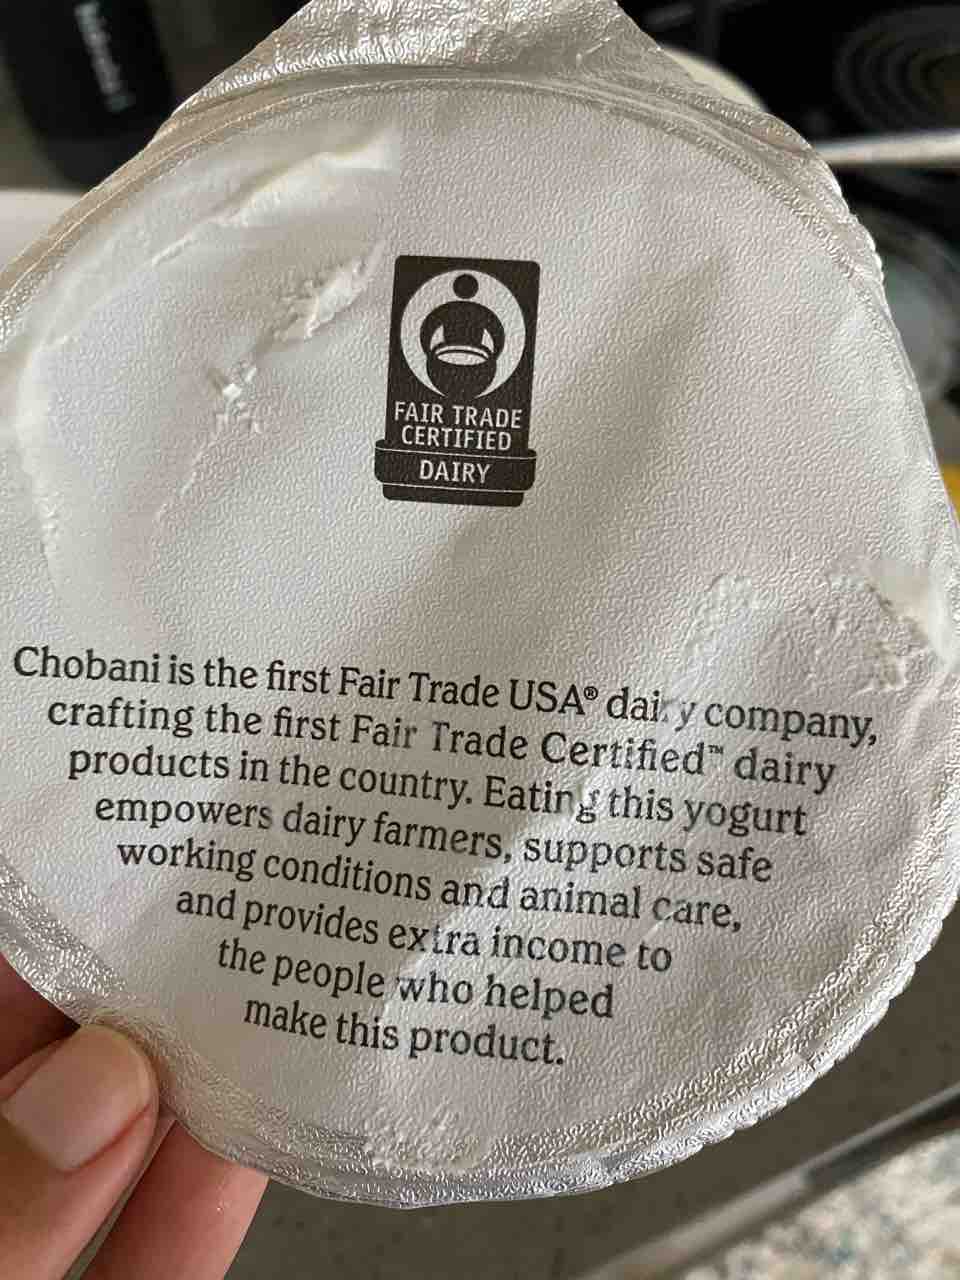 FAIR TRADE
CERTIFIED
DAIRY
Chobani is the first Fair Trade USA® dairy company,
crafting the first Fair Trade Certified™ dairy
products in the country. Eating this yogurt
empowers dairy farmers, supports safe
working conditions and animal care,
and provides extra income to
the people who helped
make this product.